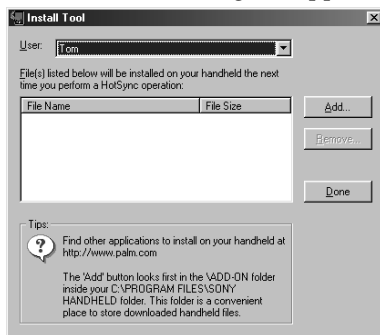 Install Tool
User: Tom
File(s) listed below will be installed on your handheld the next
time you perform a HotSync operation:
File Name File Size
Add...
Remove...
Done
Tips:
Find other applications to install on your handheld at
http://www.palm.com
The 'Add' button looks first in the \ADD-ON folder
inside your C:\PROGRAM FILES\SONY
HANDHELD folder. This folder is a convenient
place to store downloaded handheld files.